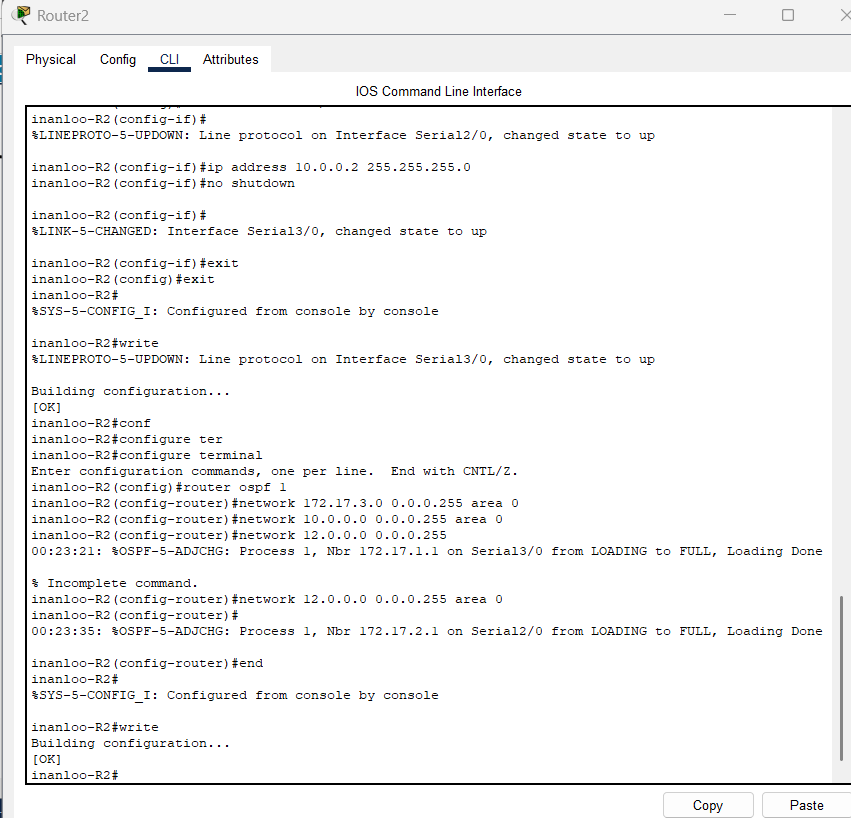 Router2
Physical Config CLI Attributes
IOS Command Line Interface
inanloo-R2(config-if)#
%LINEPROTO-5-UPDOWN: Line protocol on Interface Serial2/0, changed state to up
inanloo-R2(config-if)#ip address 10.0.0.2 255.255.255.0
inanloo-R2(config-if)#no shutdown
inanloo-R2(config-if)#
%LINK-5-CHANGED: Interface Serial3/0, changed state to up
inanloo-R2(config-if)#exit
inanloo-R2(config)#exit
inanloo-R2#
%SYS-5-CONFIG_I: Configured from console by console
inanloo-R2#write
%LINEPROTO-5-UPDOWN: Line protocol on Interface Serial3/0, changed state to up
Building configuration...
[OK]
inanloo-R2#conf
inanloo-R2#configure ter
inanloo-R2#configure terminal
Enter configuration commands, one per line.  End with CNTL/Z.
inanloo-R2(config)#router ospf 1
inanloo-R2(config-router)#network 172.17.3.0 0.0.0.255 area 0
inanloo-R2(config-router)#network 10.0.0.0 0.0.0.255 area 0
inanloo-R2(config-router)#network 12.0.0.0 0.0.0.255
00:23:21: %OSPF-5-ADJCHG: Process 1, Nbr 172.17.1.1 on Serial3/0 from LOADING to FULL, Loading Done
% Incomplete command.
inanloo-R2(config-router)#network 12.0.0.0 0.0.0.255 area 0
inanloo-R2(config-router)#
00:23:35: %OSPF-5-ADJCHG: Process 1, Nbr 172.17.2.1 on Serial2/0 from LOADING to FULL, Loading Done
inanloo-R2(config-router)#end
inanloo-R2#
%SYS-5-CONFIG_I: Configured from console by console
inanloo-R2#write
Building configuration...
[OK]
inanloo-R2#
Copy Paste